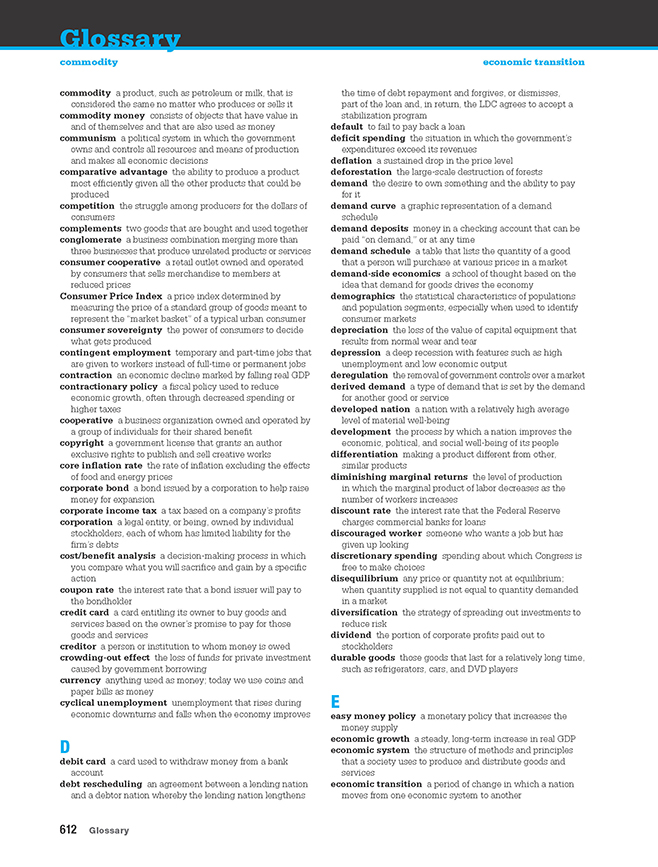 Glossary
commodity
economic transition
commodity a product, such as petroleum or milk, that is
considered the same no matter who produces or sells it
commodity money consists of objects that have value in
and of themselves and that are also used as money
communism a political system in which the government
owns and controls all resources and means of production
and makes all economic decisions
comparative advantage the ability to produce a product
most efficiently given all the other products that could be
produced
competition the struggle among producers for the dollars of
consumers
complements two goods that are bought and used together
conglomerate a business combination merging more than
three businesses that produce unrelated products or services
consumer cooperative a retail outlet owned and operated
by consumers that sells merchandise to members at
reduced prices
Consumer Price Index a price index determined by
measuring the price of a standard group of goods meant to
represent the “market basket” of a typical urban consumer
consumer sovereignty the power of consumers to decide
what gets produced
contingent employment temporary and part-time jobs that
are given to workers instead of full-time or permanent jobs
contraction an economic decline marked by falling real GDP
contractionary policy a fiscal policy used to reduce
economic growth, often through decreased spending or
higher taxes
cooperative a business organization owned and operated by
a group of individuals for their shared benefit
copyright a government license that grants an author
exclusive rights to publish and sell creative works
core inflation rate the rate of inflation excluding the effects
of food and energy prices
corporate bond a bond issued by a corporation to help raise
money for expansion
corporate income tax a tax based on a company’s profits
corporation a legal entity, or being, owned by individual
stockholders, each of whom has limited liability for the
firm’s debts
cost/benefit analysis a decision-making process in which
you compare what you will sacrifice and gain by a specific
action
coupon rate the interest rate that a bond issuer will pay to
the bondholder
credit card a card entitling its owner to buy goods and
services based on the owner’s promise to pay for those
goods and services
creditor a person or institution to whom money is owed
crowding-out effect the loss of funds for private investment
caused by government borrowing
currency anything used as money; today we use coins and
paper bills as money
cyclical unemployment unemployment that rises during
economic downturns and falls when the economy improves
D
debit card a card used to withdraw money from a bank
account
debt rescheduling an agreement between a lending nation
and a debtor nation whereby the lending nation lengthens
the time of debt repayment and forgives, or dismisses,
part of the loan and, in return, the LDC agrees to accept a
stabilization program
default to fail to pay back a loan
deficit spending the situation in which the government’s
expenditures exceed its revenues
deflation a sustained drop in the price level
deforestation the large-scale destruction of forests
demand the desire to own something and the ability to pay
for it
demand curve a graphic representation of a demand
schedule
demand deposits money in a checking account that can be
paid “on demand,” or at any time
demand schedule a table that lists the quantity of a good
that a person will purchase at various prices in a market
demand-side economics a school of thought based on the
idea that demand for goods drives the economy
demographics the statistical characteristics of populations
and population segments, especially when used to identify
consumer markets
depreciation the loss of the value of capital equipment that
results from normal wear and tear
depression a deep recession with features such as high
unemployment and low economic output
deregulation the removal of government controls over a market
derived demand a type of demand that is set by the demand
for another good or service
developed nation a nation with a relatively high average
level of material well-being
development the process by which a nation improves the
economic, political, and social well-being of its people
differentiation making a product different from other,
similar products
diminishing marginal returns the level of production
in which the marginal product of labor decreases as the
number of workers increases
discount rate the interest rate that the Federal Reserve
charges commercial banks for loans
discouraged worker someone who wants a job but has
given up looking
discretionary spending spending about which Congress is
free to make choices
disequilibrium any price or quantity not at equilibrium;
when quantity supplied is not equal to quantity demanded
in a market
diversification the strategy of spreading out investments to
reduce risk
dividend the portion of corporate profits paid out to
stockholders
durable goods those goods that last for a relatively long time,
such as refrigerators, cars, and DVD players
E
easy money policy a monetary policy that increases the
money supply
economic growth a steady, long-term increase in real GDP
economic system the structure of methods and principles
that a society uses to produce and distribute goods and
services
economic transition a period of change in which a nation
moves from one economic system to another
612 Glossary